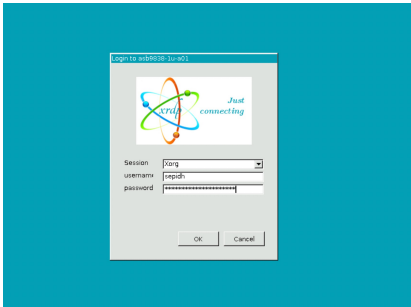 Login to asb9838-1u-a01
Just
xrdp connecting
Session Xorg
username sepidh
password **********************
OK Cancel